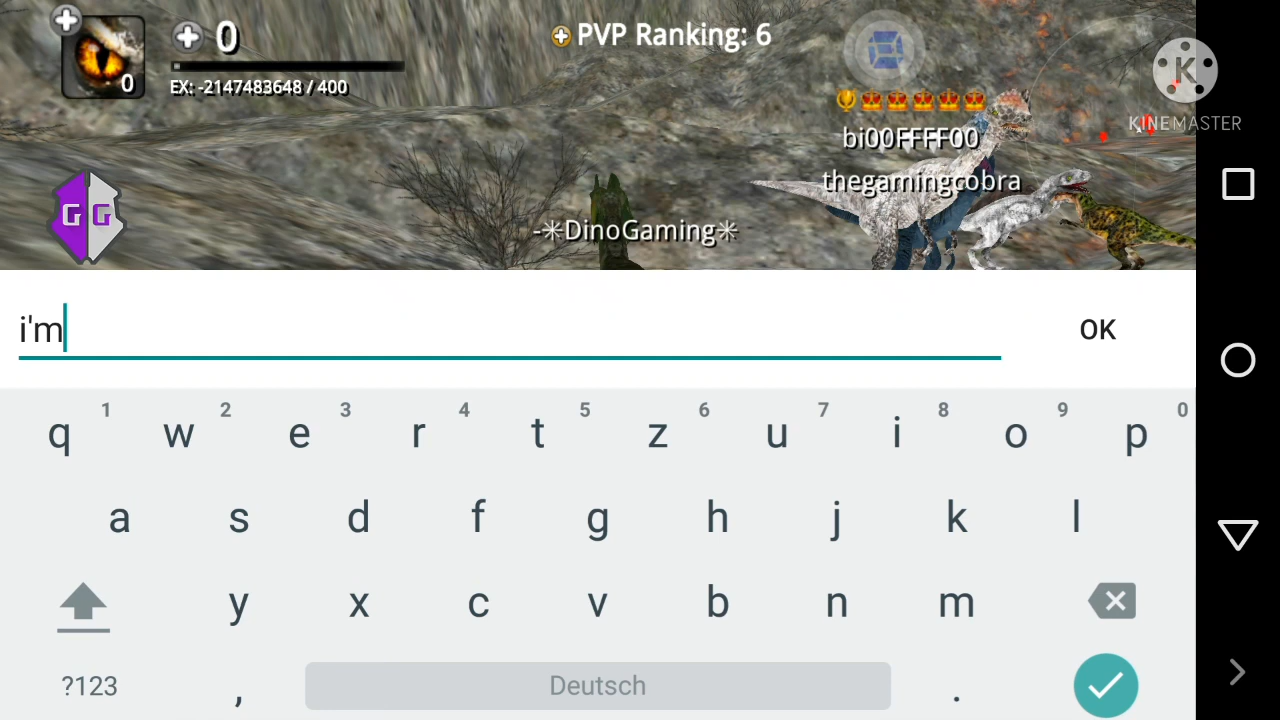 0
0
EX: -2147483648 / 400
PVP Ranking: 6
K
KINEMASTER
bi00FFFF00
thegamingcobra
-✳DinoGaming✳
G G
i'm
OK
1 2 3 4 5 6 7 8 9 0
q w e r t z u i o p
a s d f g h j k l
y x c v b n m
?123 , Deutsch .